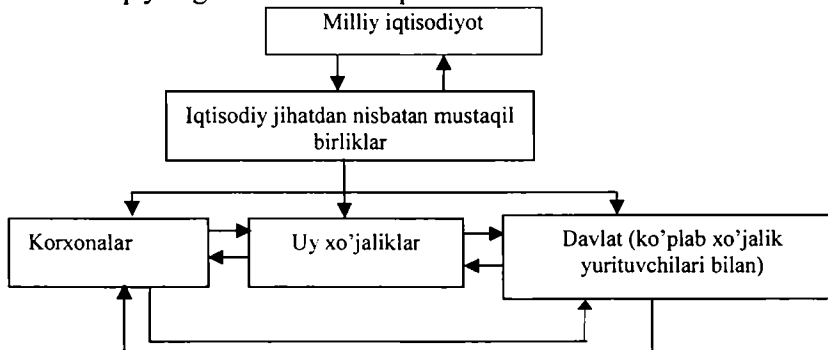 Milliy iqtisodiyot
Iqtisodiy jihatdan nisbatan mustaqil
birliklar
Korxonalar
Uy xo’jaliklar
Davlat (ko’plab xo’jalik
yurituvchilari bilan)